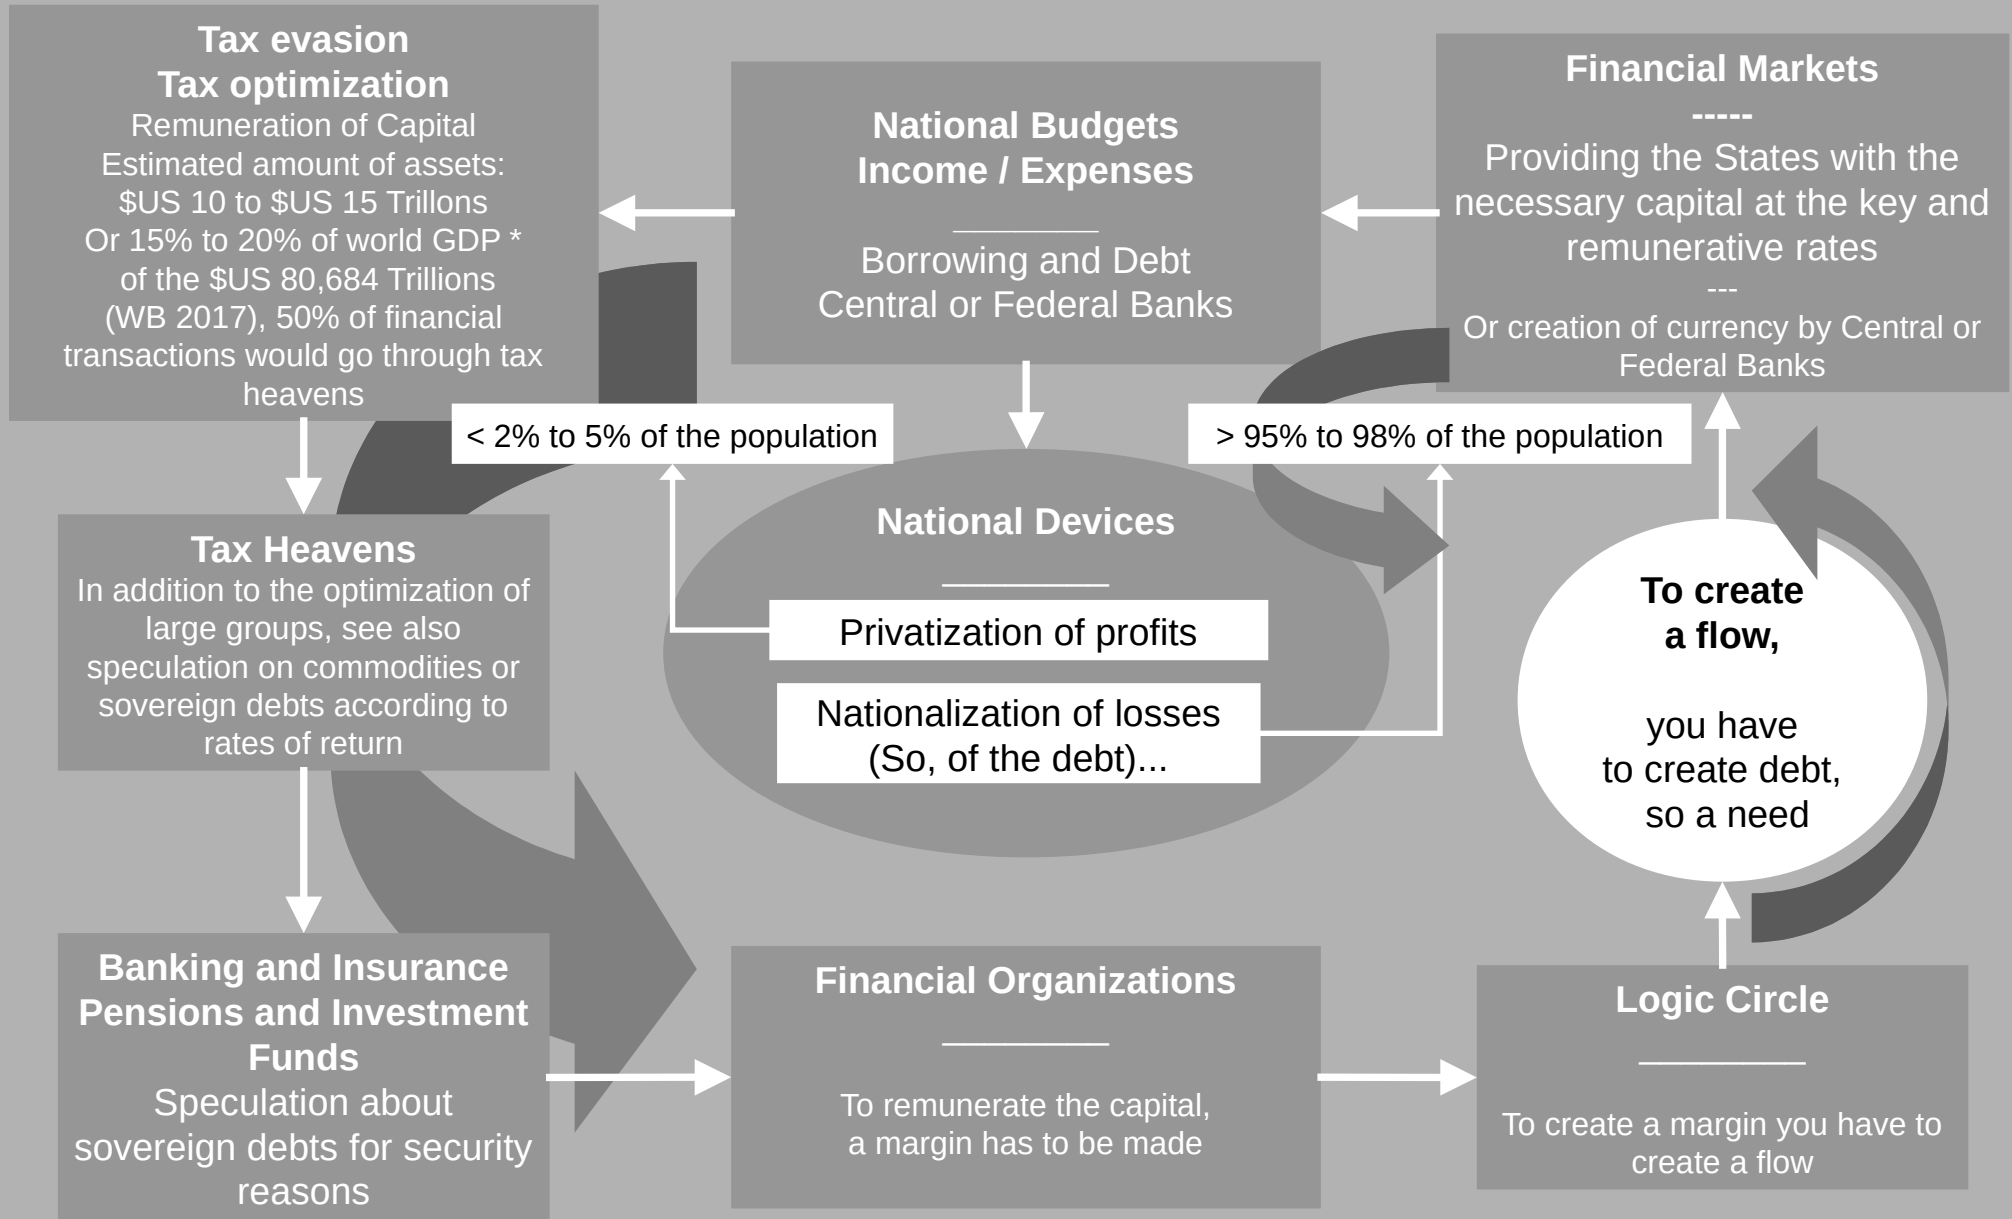 Tax evasion
Tax optimization
Remuneration of Capital
Estimated amount of assets:
$US 10 to $US 15 Trillons
Or 15% to 20% of world GDP *
of the $US 80,684 Trillions
(WB 2017), 50% of financial
transactions would go through tax
heavens
National Budgets
Income / Expenses
_______
Borrowing and Debt
Central or Federal Banks
Financial Markets
-----
Providing the States with the
necessary capital at the key and
remunerative rates
---
Or creation of currency by Central or
Federal Banks
< 2% to 5% of the population
> 95% to 98% of the population
Tax Heavens
In addition to the optimization of
large groups, see also
speculation on commodities or
sovereign debts according to
rates of return
National Devices
________
Privatization of profits
Nationalization of losses
(So, of the debt)...
To create
a flow,
you have
to create debt,
so a need
Banking and Insurance
Pensions and Investment
Funds
Speculation about
sovereign debts for security
reasons
Financial Organizations
________
To remunerate the capital,
a margin has to be made
Logic Circle
________
To create a margin you have to
create a flow